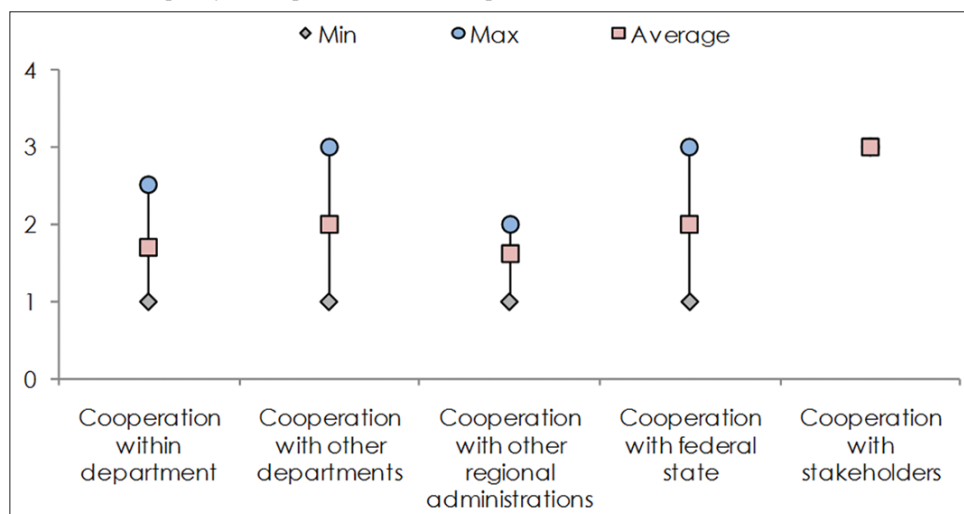 Min Max Average
4
3
2
1
0
Cooperation within department
Cooperation with other departments
Cooperation with other regional administrations
Cooperation with federal state
Cooperation with stakeholders